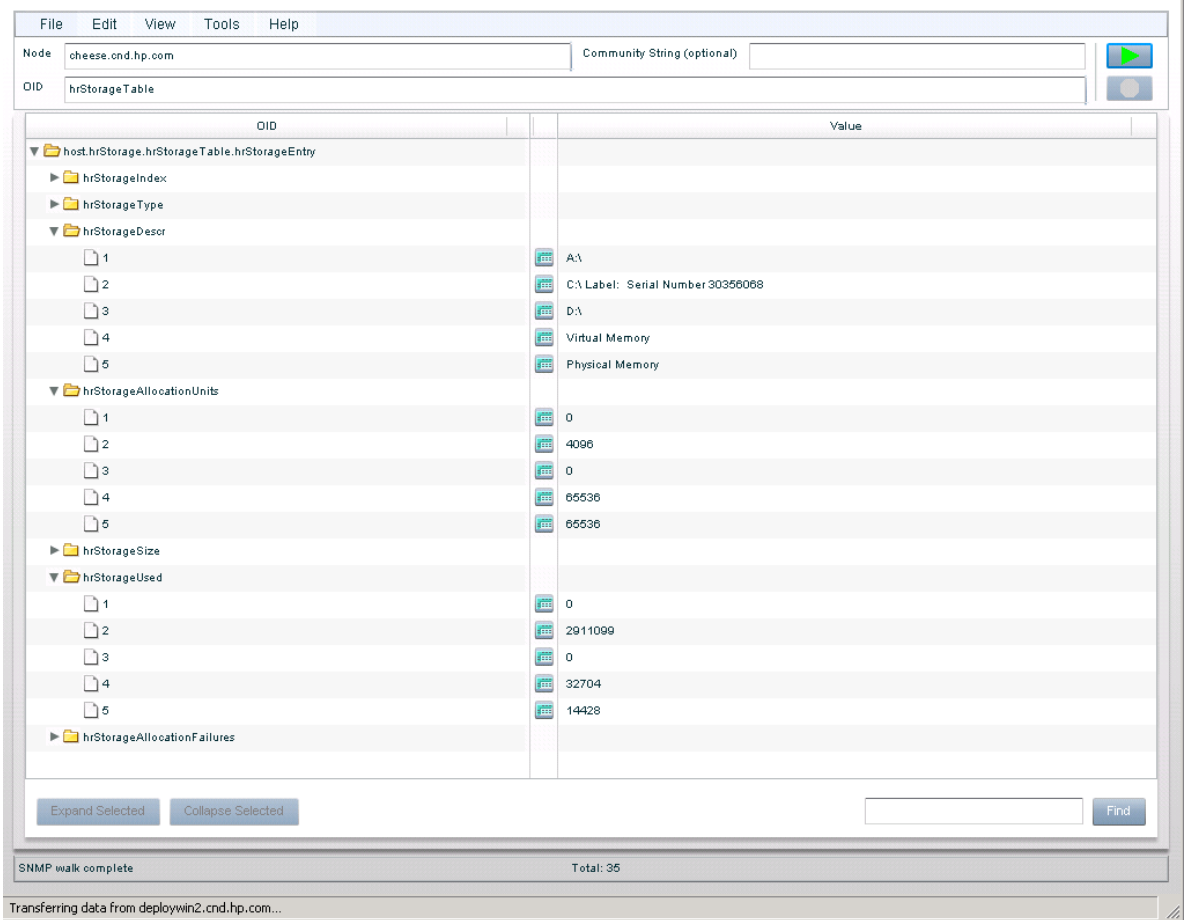 File Edit View Tools Help
Node cheese.cnd.hp.com Community String (optional)
OID hrStorageTable
OID Value
host.hrStorage.hrStorageTable.hrStorageEntry
hrStorageIndex
hrStorageType
hrStorageDescr
1 A:\
2 C:\ Label: Serial Number 30356068
3 D:\
4 Virtual Memory
5 Physical Memory
hrStorageAllocationUnits
1 0
2 4096
3 0
4 65536
5 65536
hrStorageSize
hrStorageUsed
1 0
2 2911099
3 0
4 32704
5 14428
hrStorageAllocationFailures
Expand Selected Collapse Selected Find
SNMP walk complete Total: 35
Transferring data from deploywin2.cnd.hp.com...